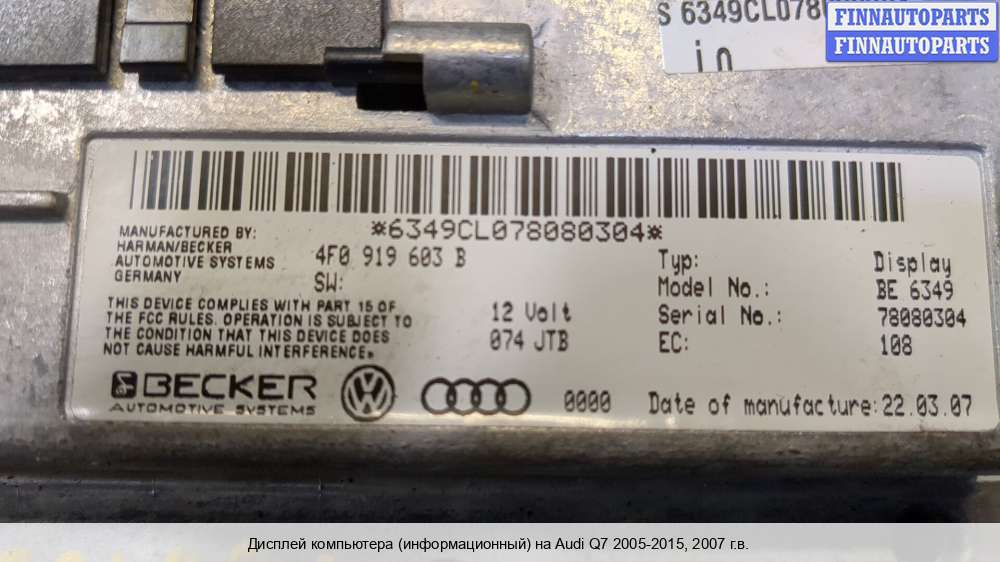 S 6349CL078
in
FINNAUTOPARTS
FINNAUTOPARTS
*6349CL078080304*
MANUFACTURED BY:
HARMAN/BECKER
AUTOMOTIVE SYSTEMS
GERMANY
4F0 919 603 B
SW:
THIS DEVICE COMPLIES WITH PART 15 OF
THE FCC RULES. OPERATION IS SUBJECT TO
THE CONDITION THAT THIS DEVICE DOES
NOT CAUSE HARMFUL INTERFERENCE.
12 Volt
074 JTB
Typ: Display
Model No.: BE 6349
Serial No.: 78080304
EC: 108
BECKER
AUTOMOTIVE SYSTEMS
0000
Date of manufacture: 22.03.07
Дисплей компьютера (информационный) на Audi Q7 2005-2015, 2007 г.в.